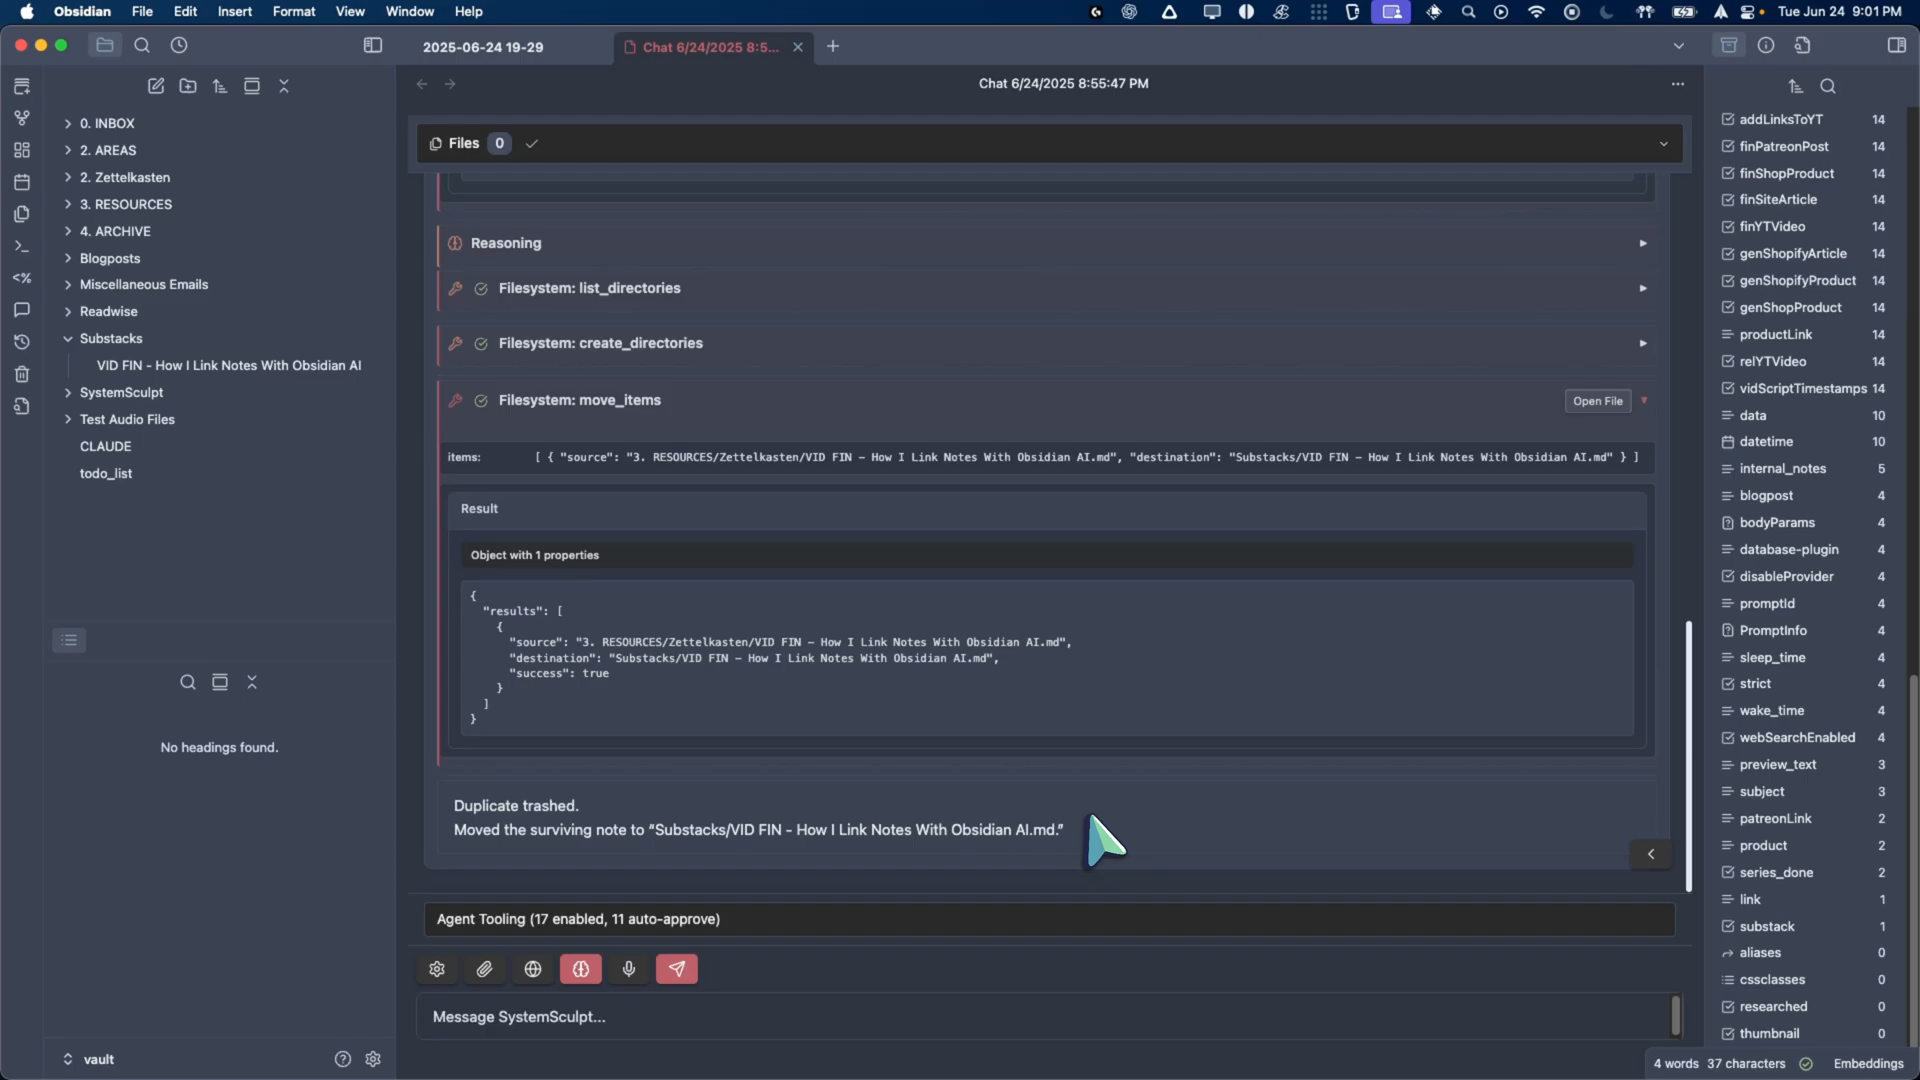 Obsidian File Edit Insert Format View Window Help
Tue Jun 24 9:01 PM
2025-06-24 19-29
Chat 6/24/2025 8:5...
Chat 6/24/2025 8:55:47 PM
0. INBOX
2. AREAS
2. Zettelkasten
3. RESOURCES
4. ARCHIVE
Blogposts
Miscellaneous Emails
Readwise
Substacks
VID FIN - How I Link Notes With Obsidian AI
SystemSculpt
Test Audio Files
CLAUDE
todo_list
No headings found.
vault
Files 0
Reasoning
Filesystem: list_directories
Filesystem: create_directories
Filesystem: move_items
Open File
items: [ { "source": "3. RESOURCES/Zettelkasten/VID FIN – How I Link Notes With Obsidian AI.md", "destination": "Substacks/VID FIN – How I Link Notes With Obsidian AI.md" } ]
Result
Object with 1 properties
{
"results": [
{
"source": "3. RESOURCES/Zettelkasten/VID FIN – How I Link Notes With Obsidian AI.md",
"destination": "Substacks/VID FIN – How I Link Notes With Obsidian AI.md",
"success": true
}
]
}
Duplicate trashed.
Moved the surviving note to “Substacks/VID FIN - How I Link Notes With Obsidian AI.md.”
Agent Tooling (17 enabled, 11 auto-approve)
Message SystemSculpt...
addLinksToYT 14
finPatreonPost 14
finShopProduct 14
finSiteArticle 14
finYTVideo 14
genShopifyArticle 14
genShopifyProduct 14
genShopProduct 14
productLink 14
relYTVideo 14
vidScriptTimestamps 14
data 10
datetime 10
internal_notes 5
blogpost 4
bodyParams 4
database-plugin 4
disableProvider 4
promptId 4
PromptInfo 4
sleep_time 4
strict 4
wake_time 4
webSearchEnabled 4
preview_text 3
subject 3
patreonLink 2
product 2
series_done 2
link 1
substack 1
aliases 0
cssclasses 0
researched 0
thumbnail 0
4 words 37 characters Embeddings